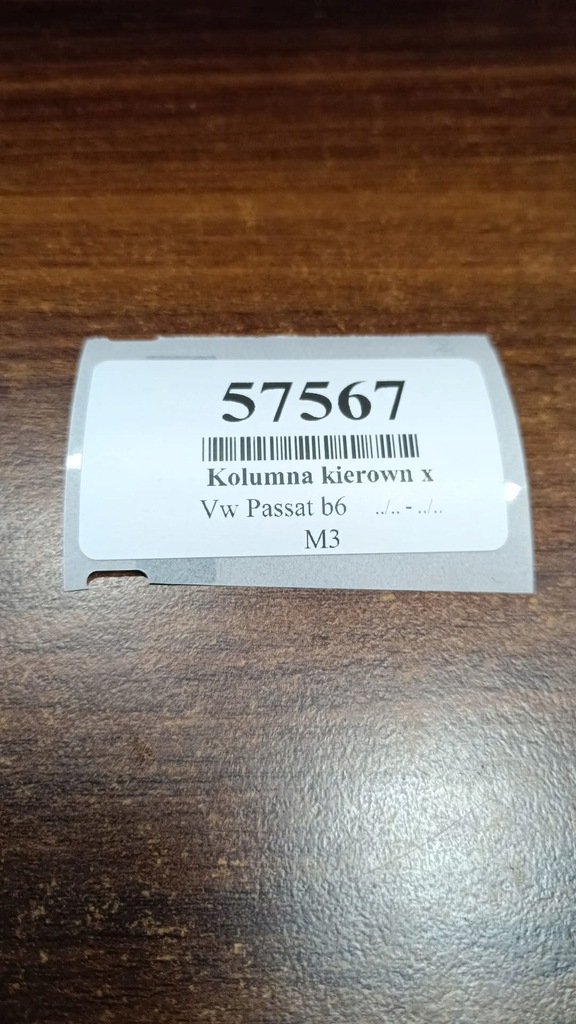 57567
Kolumna kierown x
Vw Passat b6 ../.. - ../..
M3